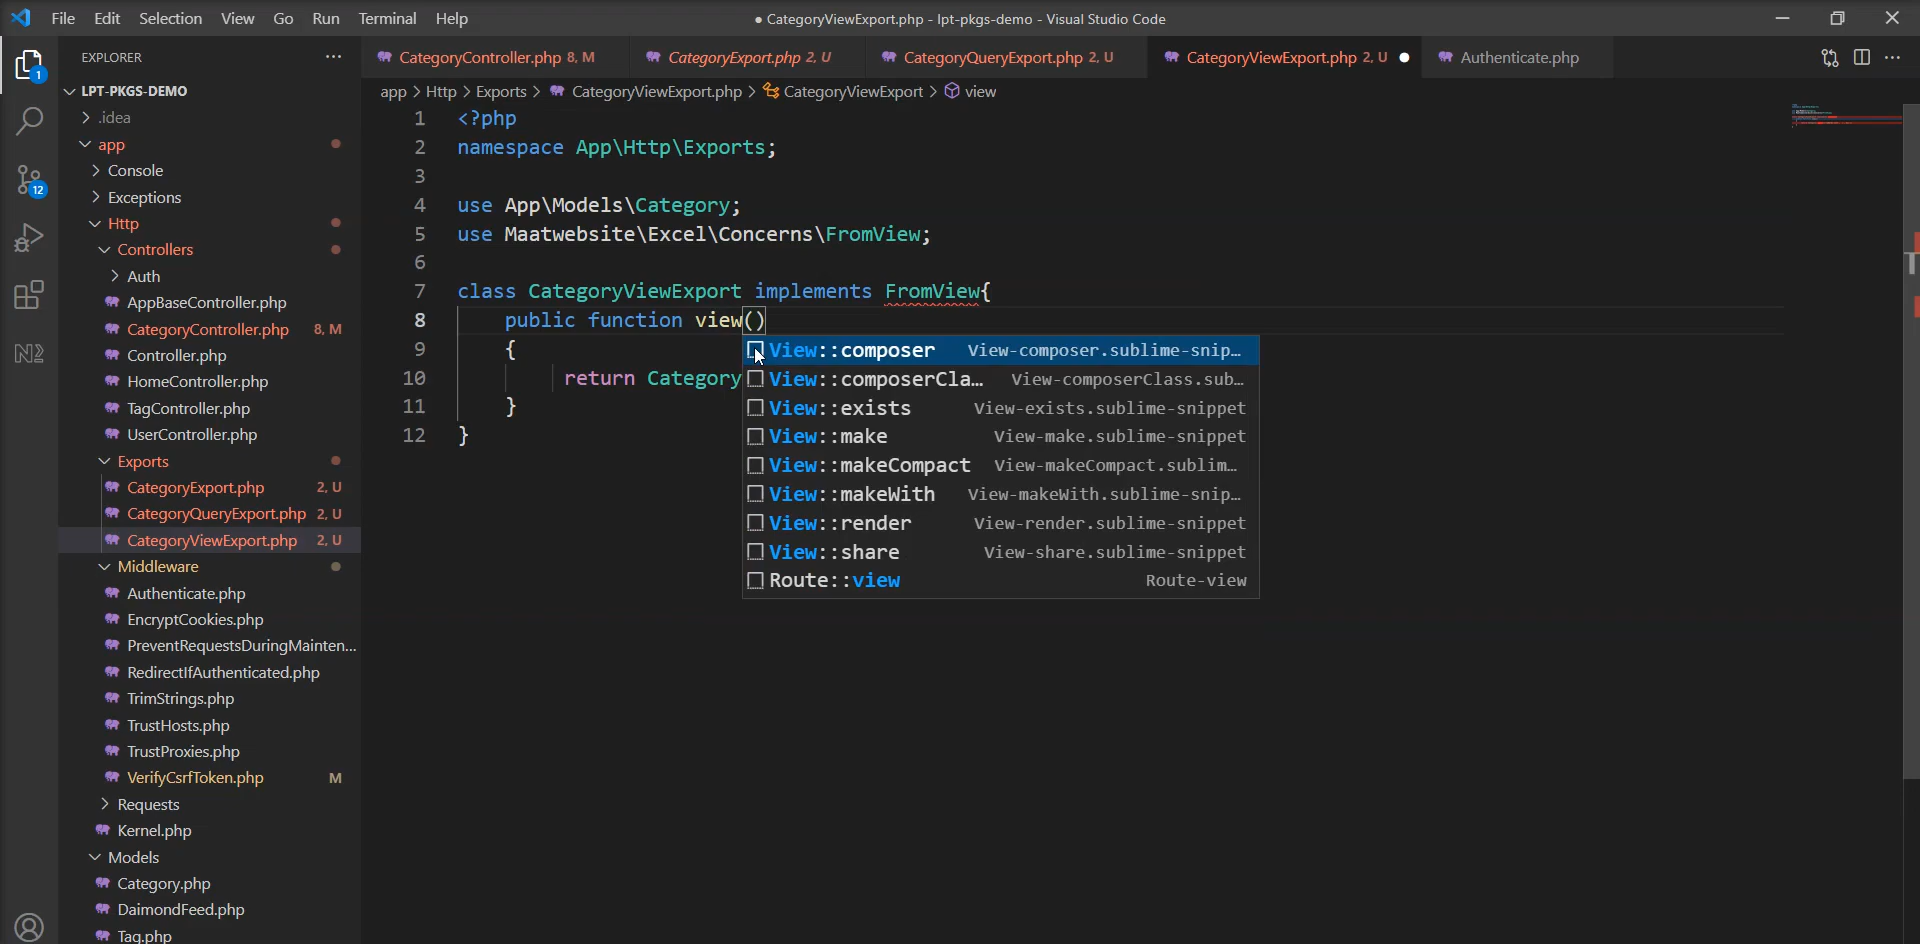 File Edit Selection View Go Run Terminal Help
● CategoryViewExport.php - lpt-pkgs-demo - Visual Studio Code
EXPLORER
CategoryController.php 8, M
CategoryExport.php 2, U
CategoryQueryExport.php 2, U
CategoryViewExport.php 2, U
Authenticate.php
1
12
LPT-PKGS-DEMO
.idea
app
Console
Exceptions
Http
Controllers
Auth
AppBaseController.php
CategoryController.php 8, M
Controller.php
HomeController.php
TagController.php
UserController.php
Exports
CategoryExport.php 2, U
CategoryQueryExport.php 2, U
CategoryViewExport.php 2, U
Middleware
Authenticate.php
EncryptCookies.php
PreventRequestsDuringMainten...
RedirectIfAuthenticated.php
TrimStrings.php
TrustHosts.php
TrustProxies.php
VerifyCsrfToken.php M
Requests
Kernel.php
Models
Category.php
DaimondFeed.php
Tag.php
app > Http > Exports > CategoryViewExport.php > CategoryViewExport > view
1 <?php
2 namespace App\Http\Exports;
3
4 use App\Models\Category;
5 use Maatwebsite\Excel\Concerns\FromView;
6
7 class CategoryViewExport implements FromView{
8 public function view()
9 {
10 return Category
11 }
12 }
View::composer View-composer.sublime-snip…
View::composerCla… View-composerClass.sub…
View::exists View-exists.sublime-snippet
View::make View-make.sublime-snippet
View::makeCompact View-makeCompact.sublim…
View::makeWith View-makeWith.sublime-snip…
View::render View-render.sublime-snippet
View::share View-share.sublime-snippet
Route::view Route-view